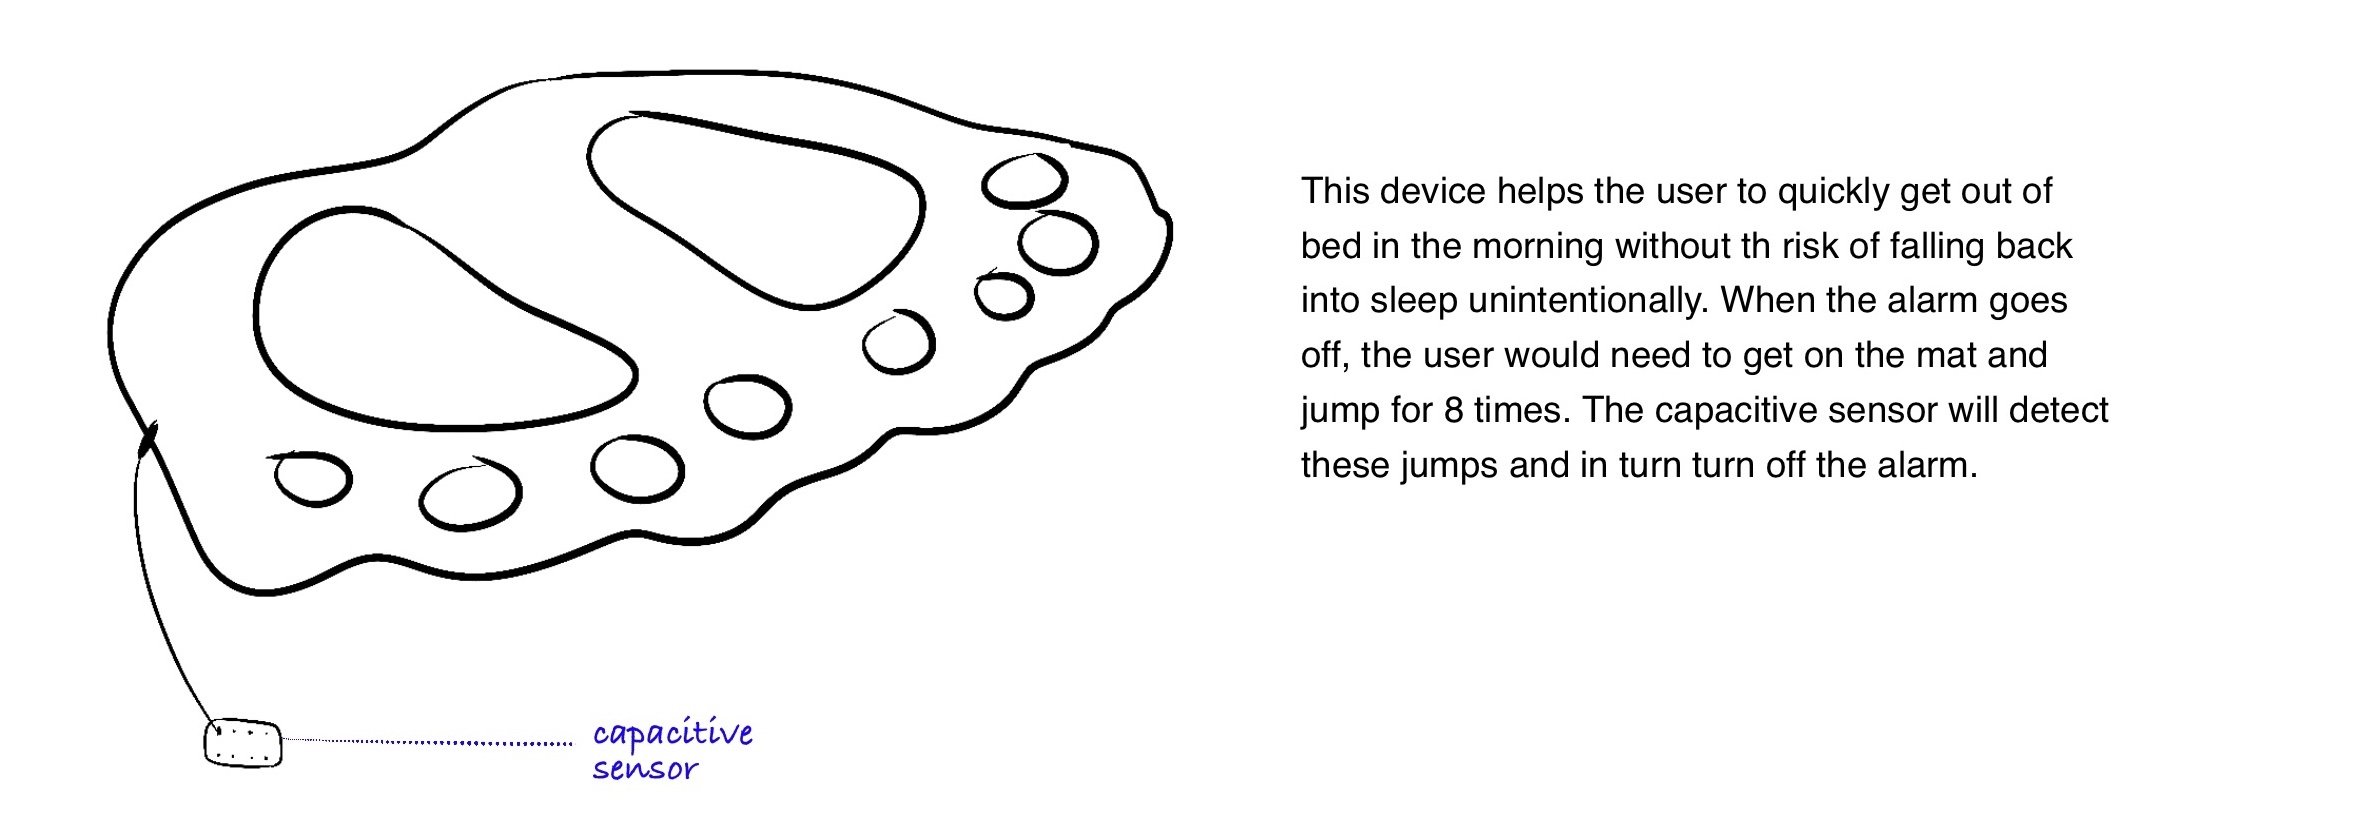 This device helps the user to quickly get out of
bed in the morning without th risk of falling back
into sleep unintentionally. When the alarm goes
off, the user would need to get on the mat and
jump for 8 times. The capacitive sensor will detect
these jumps and in turn turn off the alarm.
capacitive
sensor